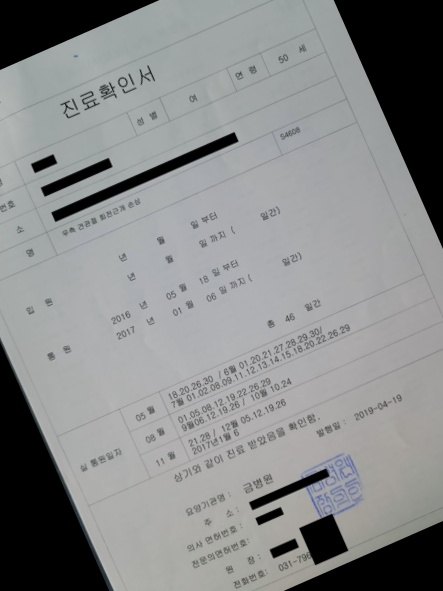 진료확인서
성 별 여 연 령 50 세
번호
소
명 우측 견관절 회전근개 손상 S4608
입 원 년 월 일 부터
년 월 일 까지 ( 일간)
통 원 2016 년 05 월 18 일 부터
2017 년 01 월 06 일 까지 ( 일간)
총 46 일간
실 통원일자
05 월 18.20.26.30 / 6월 01.20.21.27.28.29.30/
7월 01.02.08.09.11.12.13.14.15.18.20.22.26.29
08 월 01.05.08.12.19.22.26.29
9월06.12.19.26 / 10월 10.24
11 월 21.28 / 12월 05.12.19.26
2017년1월 6
상기와 같이 진료 받았음을 확인함.
발행일 : 2019-04-19
요양기관명 : 금병원
주 소 :
의사 면허번호:
전문의면허번호:
원 장 :
전화번호: 031-796